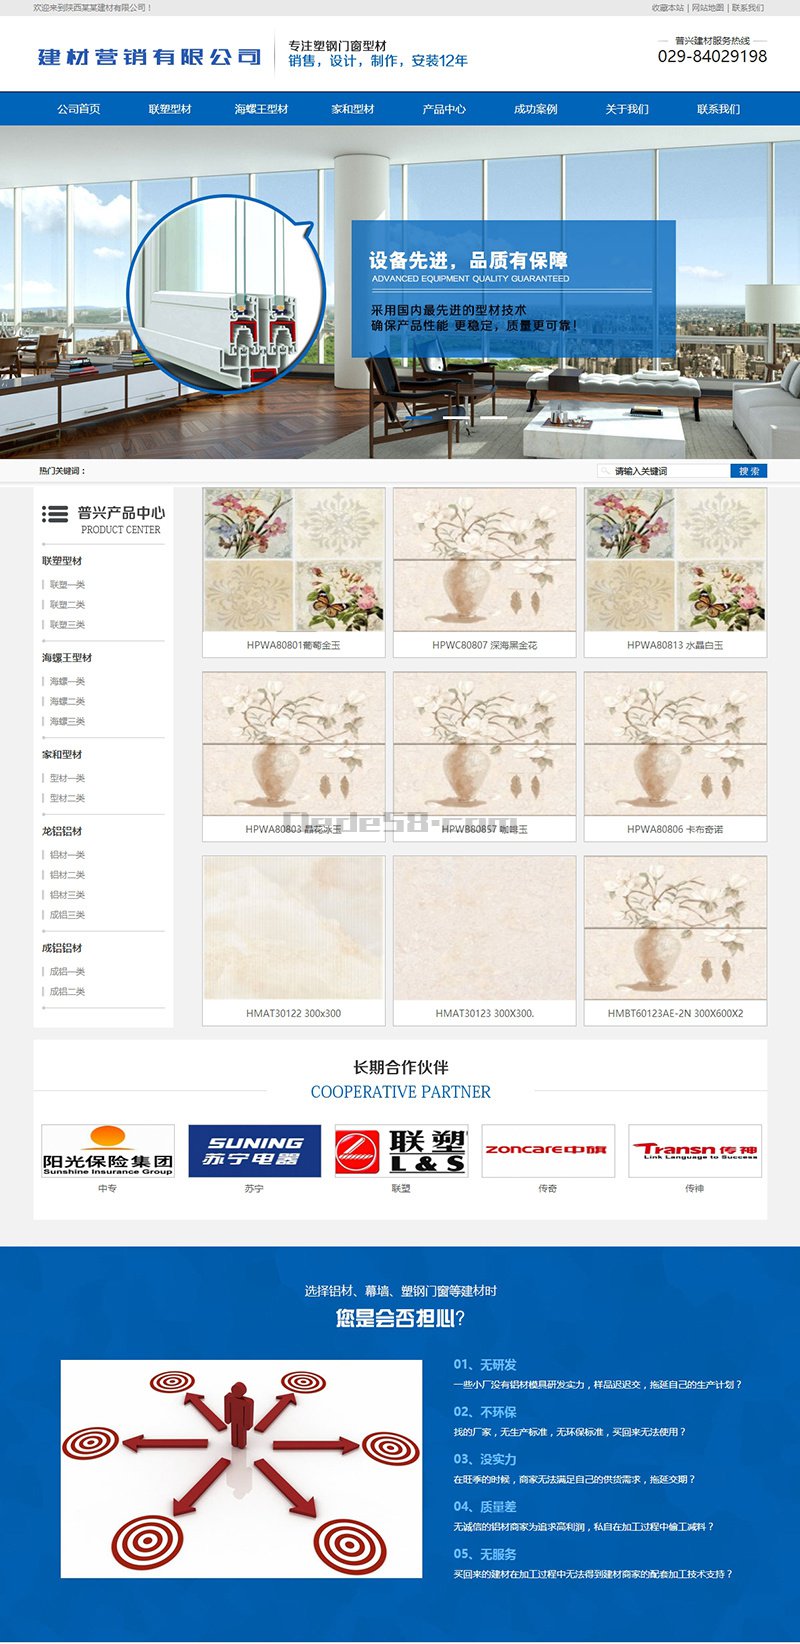 欢迎来到陕西某某建材有限公司！
收藏本站 | 网站地图 | 联系我们
建材营销有限公司
专注塑钢门窗型材
销售，设计，制作，安装12年
普兴建材服务热线
029-84029198
公司首页 联塑型材 海螺王型材 家和型材 产品中心 成功案例 关于我们 联系我们
设备先进，品质有保障
ADVANCED EQUIPMENT QUALITY GUARANTEED
采用国内最先进的型材技术
确保产品性能 更稳定，质量更可靠！
热门关键词：
请输入关键词 搜 索
普兴产品中心
PRODUCT CENTER
联塑型材
联塑一类
联塑二类
联塑三类
海螺王型材
海螺一类
海螺二类
海螺三类
家和型材
型材一类
型材二类
龙铝铝材
铝材一类
铝材二类
铝材三类
成铝三类
成铝铝材
成铝一类
成铝二类
HPWA80801葡萄金玉
HPWC80807 深海黑金花
HPWA80813 水晶白玉
HPWA80803 晶花冰玉
HPWB80857 咖啡玉
HPWA80806 卡布奇诺
Dede58.com
HMAT30122 300x300
HMAT30123 300X300.
HMBT60123AE-2N 300X600X2
长期合作伙伴
COOPERATIVE PARTNER
阳光保险集团
Sunshine Insurance Group
SUNING
苏宁电器
联塑
L&S
zoncare中旗
Transn传神
Link Language to Success
中专
苏宁
联塑
传奇
传神
选择铝材、幕墙、塑钢门窗等建材时
您是会否担心？
01、无研发
一些小厂没有铝材模具研发实力，样品迟迟交，拖延自己的生产计划？
02、不环保
找的厂家，无生产标准，无环保标准，买回来无法使用？
03、没实力
在旺季的时候，商家无法满足自己的供货需求，拖延交期？
04、质量差
无诚信的铝材商家为追求高利润，私自在加工过程中偷工减料？
05、无服务
买回来的建材在加工过程中无法得到建材商家的配套加工技术支持？